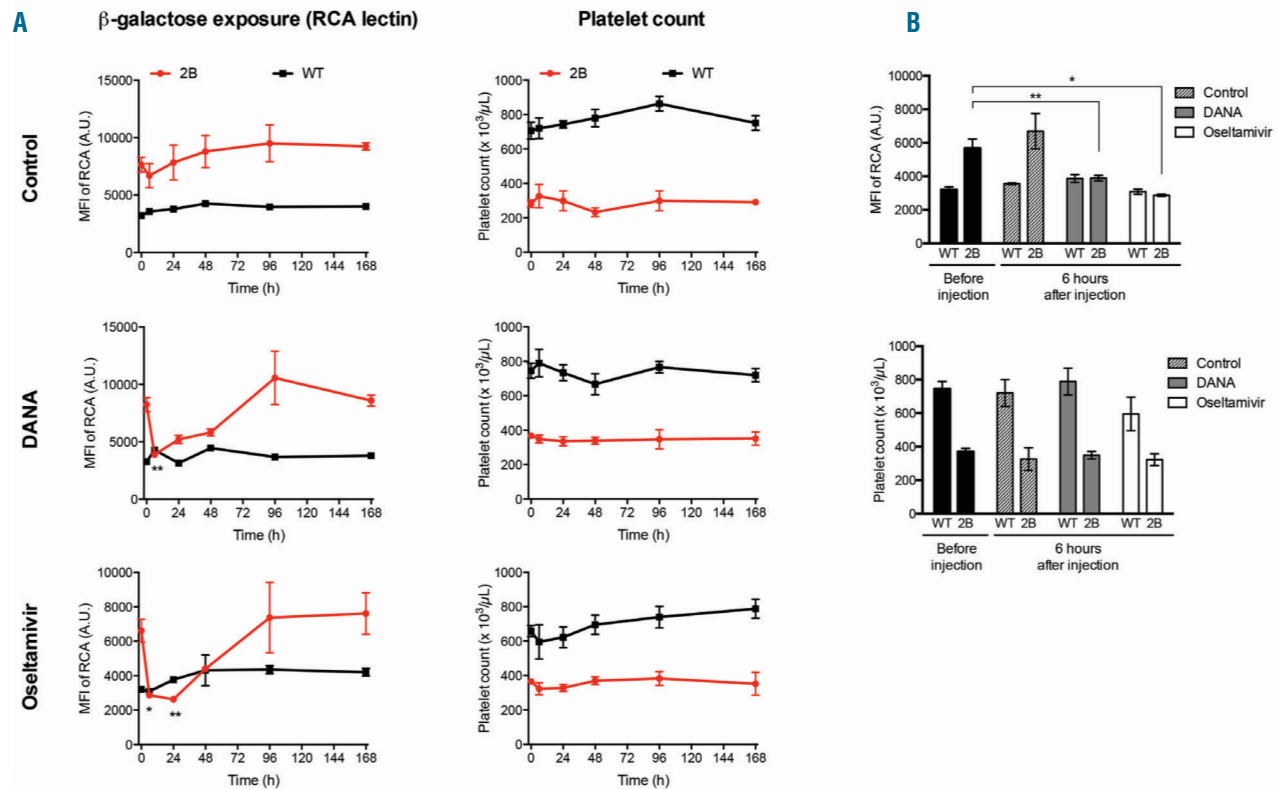 A
β-galactose exposure (RCA lectin)
Platelet count
B
Control
2B
WT
MFI of RCA (A.U.)
15000
10000
5000
0
0 24 48 72 96 120 144 168
Time (h)
2B
WT
Platelet count (x 10³/μL)
1000
800
600
400
200
0
0 24 48 72 96 120 144 168
Time (h)
DANA
MFI of RCA (A.U.)
15000
10000
5000
0
**
0 24 48 72 96 120 144 168
Time (h)
Platelet count (x 10³/μL)
1000
800
600
400
200
0
0 24 48 72 96 120 144 168
Time (h)
Oseltamivir
MFI of RCA (A.U.)
10000
8000
6000
4000
2000
0
* **
0 24 48 72 96 120 144 168
Time (h)
Platelet count (x 10³/μL)
1000
800
600
400
200
0
0 24 48 72 96 120 144 168
Time (h)
MFI of RCA (A.U.)
10000
8000
6000
4000
2000
0
*
**
Control
DANA
Oseltamivir
WT 2B WT 2B WT 2B WT 2B
Before
injection
6 hours
after injection
Platelet count (x 10³/μL)
1000
800
600
400
200
0
Control
DANA
Oseltamivir
WT 2B WT 2B WT 2B WT 2B
Before
injection
6 hours
after injection